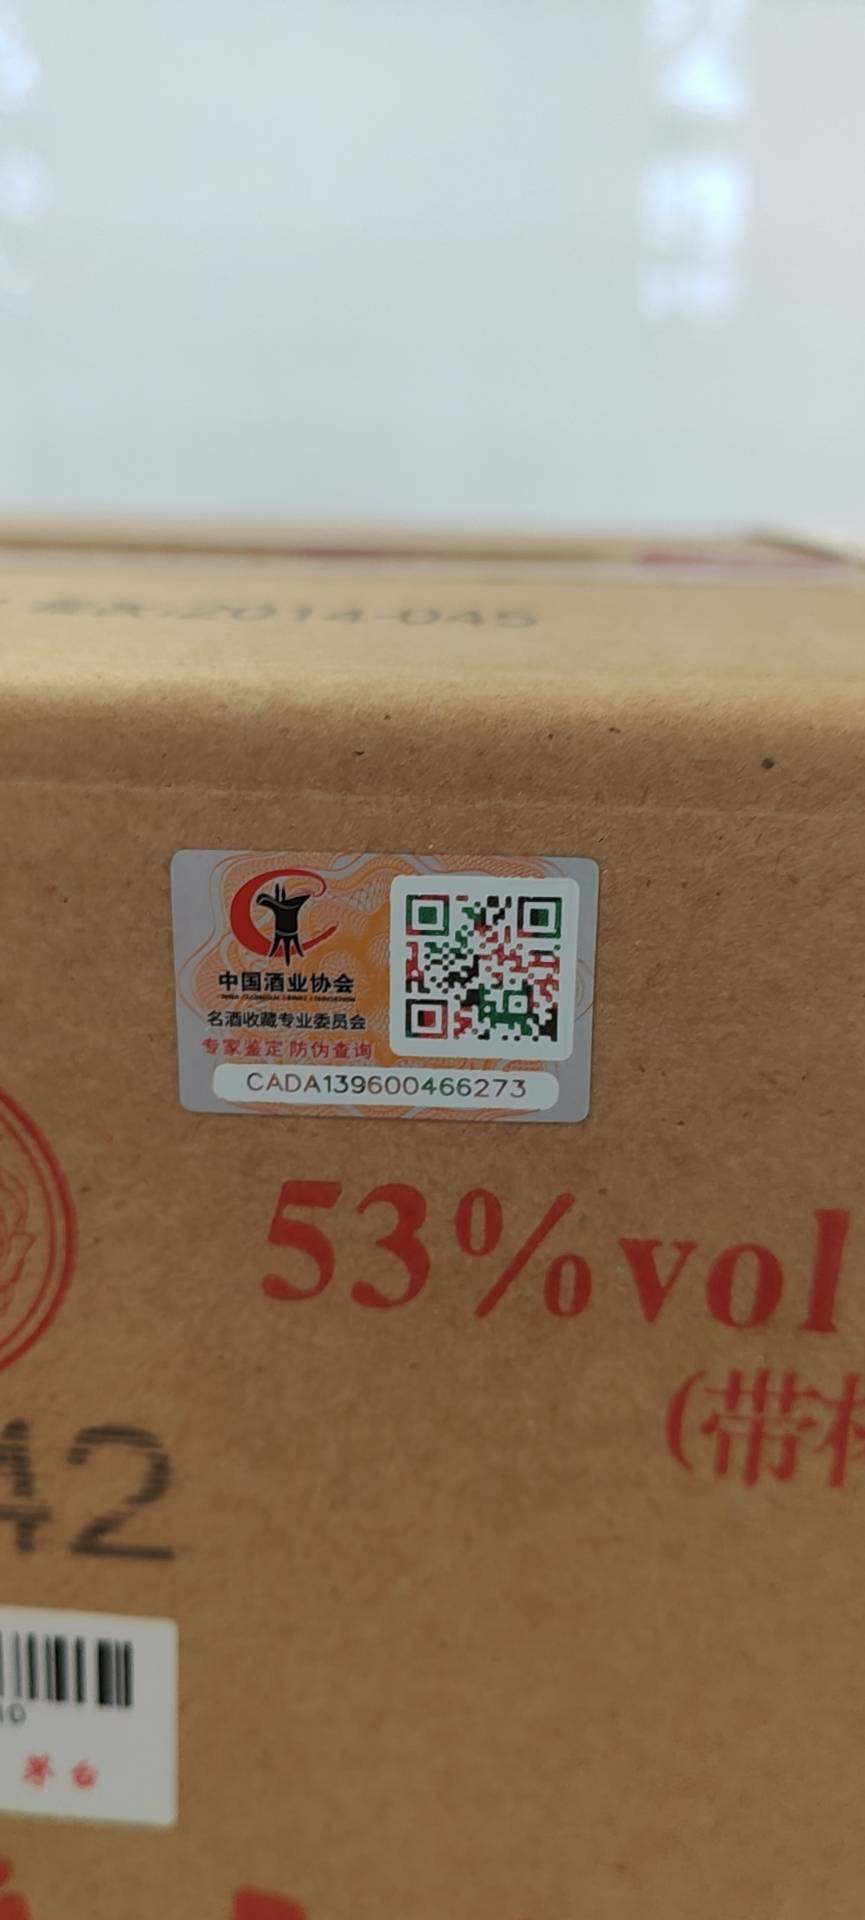 2014-045
中国酒业协会
名酒收藏专业委员会
专家鉴定 防伪查询
CADA139600466273
53%vol
(带杯
42
茅台